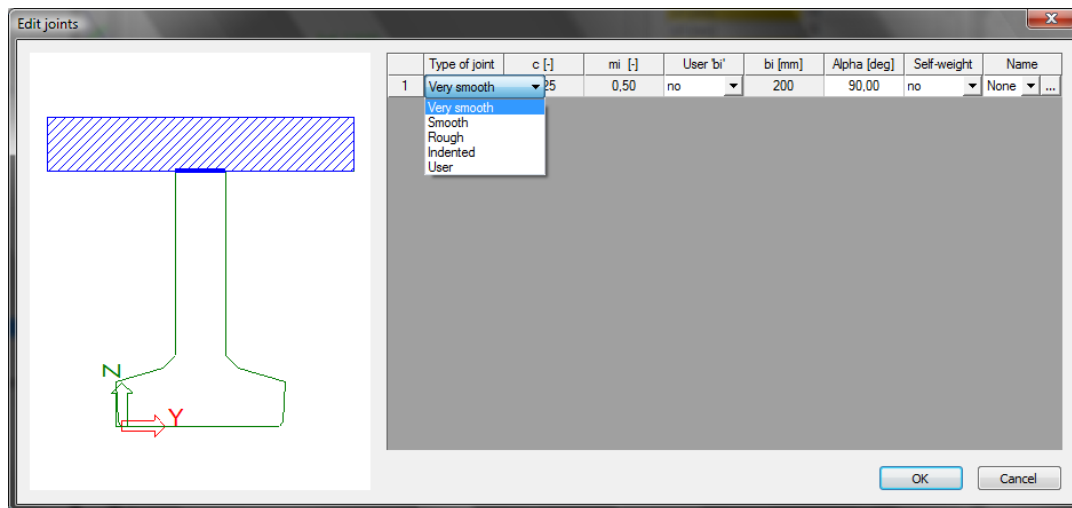 Edit joints
Type of joint c [-] mi [-] User 'bi' bi [mm] Alpha [deg] Self-weight Name
1 Very smooth 25 0,50 no 200 90,00 no None ...
Very smooth
Smooth
Rough
Indented
User
Z
Y
OK Cancel